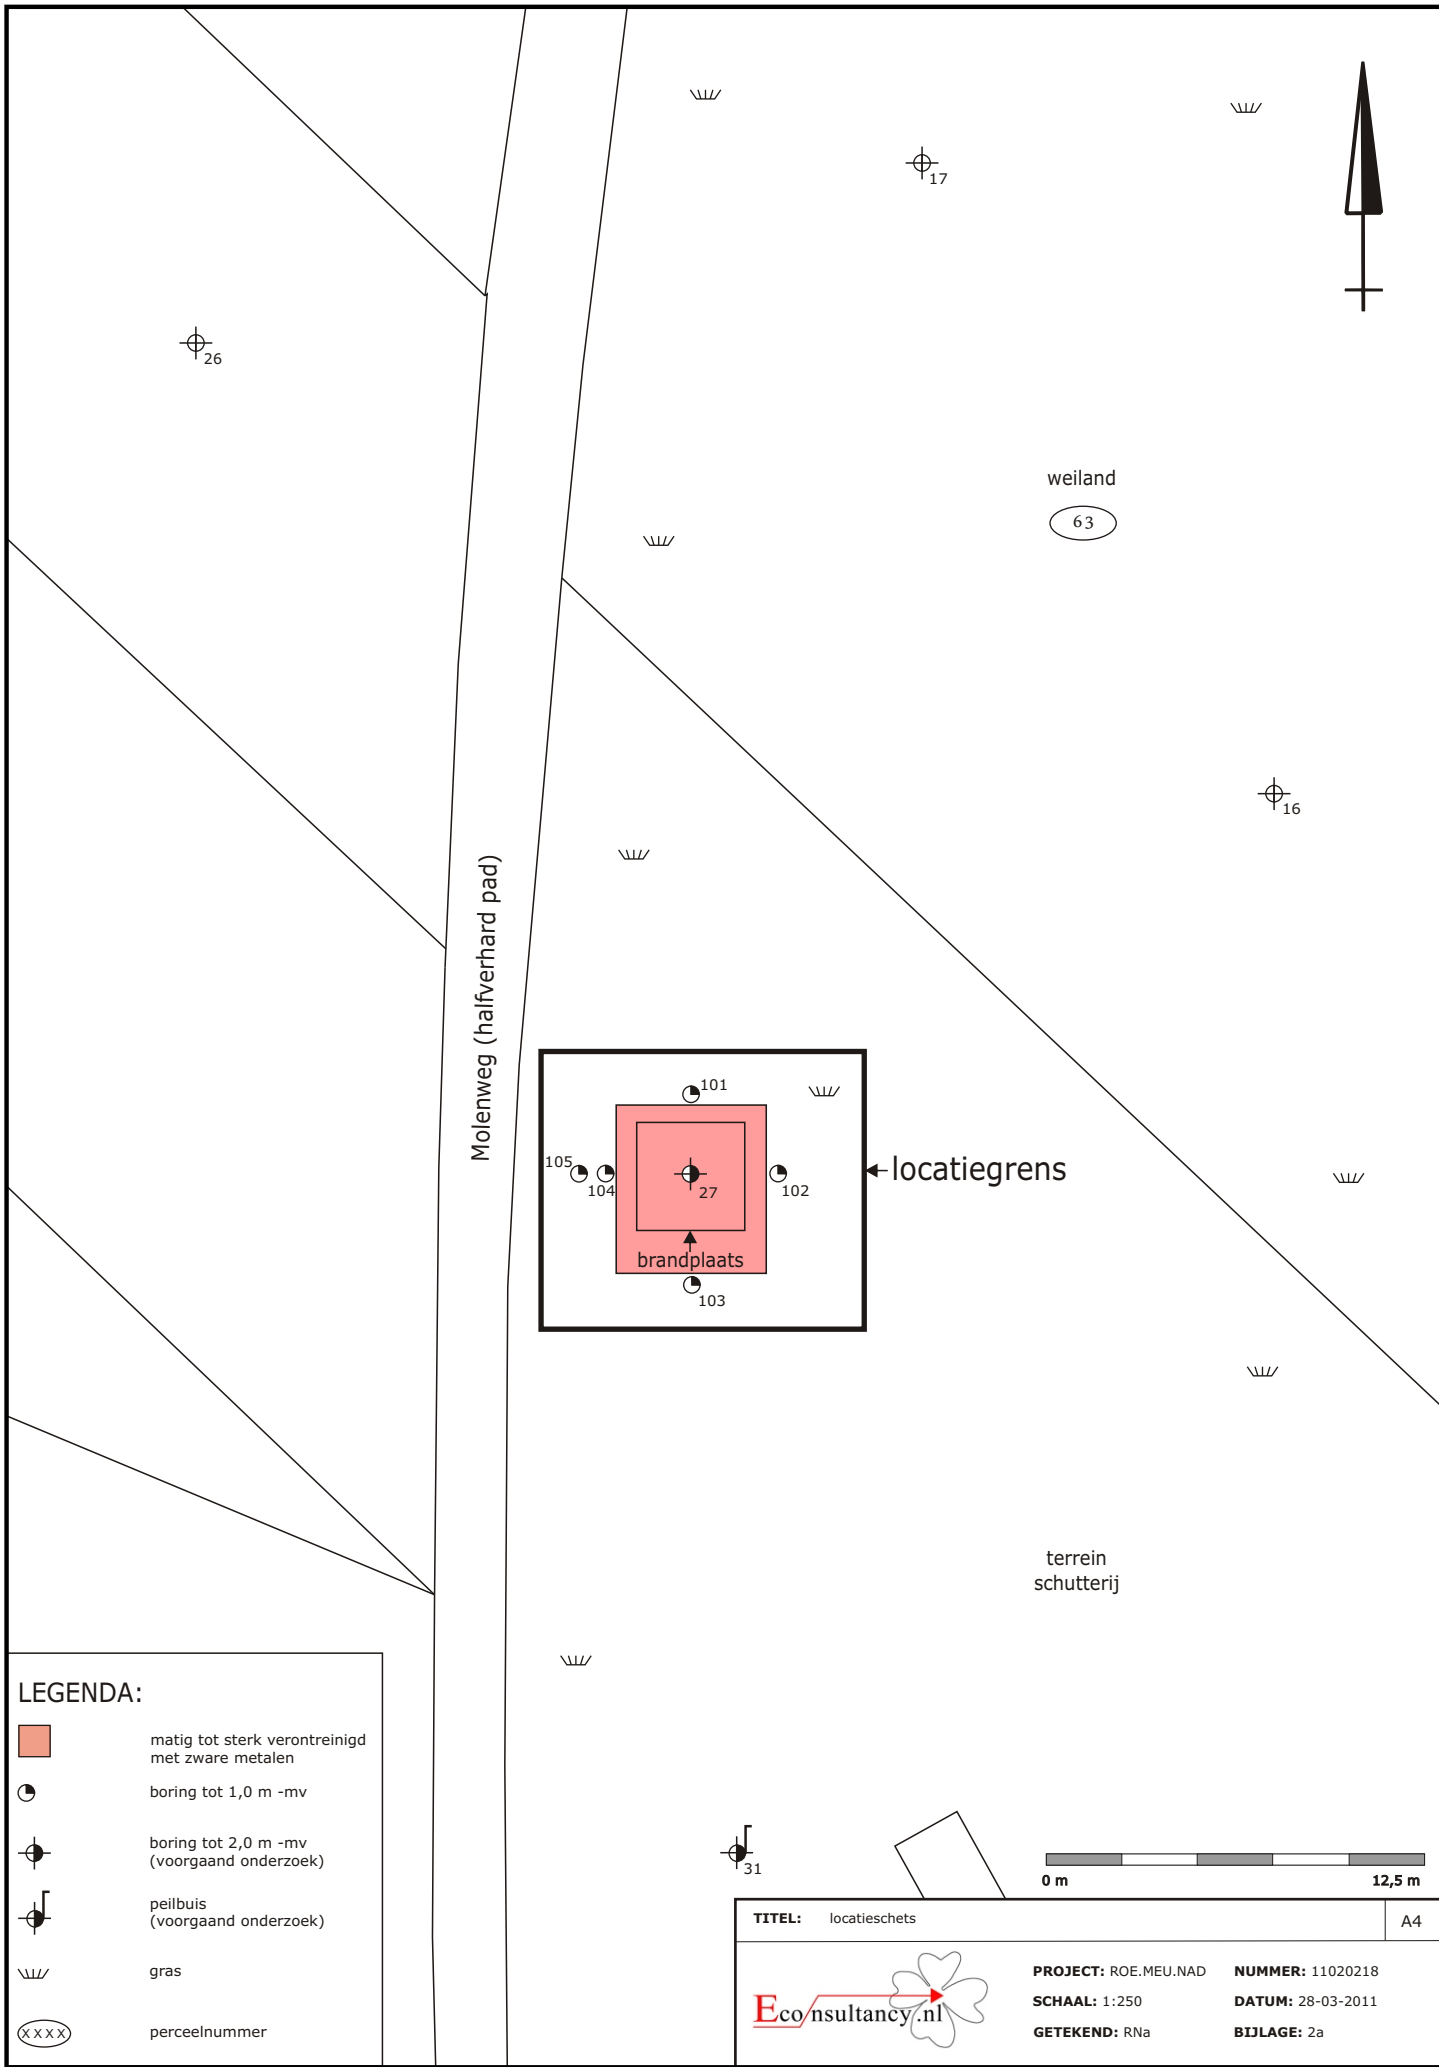 17
26
weiland
63
16
Molenweg (halfverhard pad)
101
105
104
27
102
locatiegrens
brandplaats
103
terrein
schutterij
LEGENDA:
matig tot sterk verontreinigd
met zware metalen
boring tot 1,0 m -mv
boring tot 2,0 m -mv
(voorgaand onderzoek)
peilbuis
(voorgaand onderzoek)
gras
XXXX
perceelnummer
31
0 m
12,5 m
TITEL: locatieschets
A4
Econsultancy.nl
PROJECT: ROE.MEU.NAD
NUMMER: 11020218
SCHAAL: 1:250
DATUM: 28-03-2011
GETEKEND: RNa
BIJLAGE: 2a